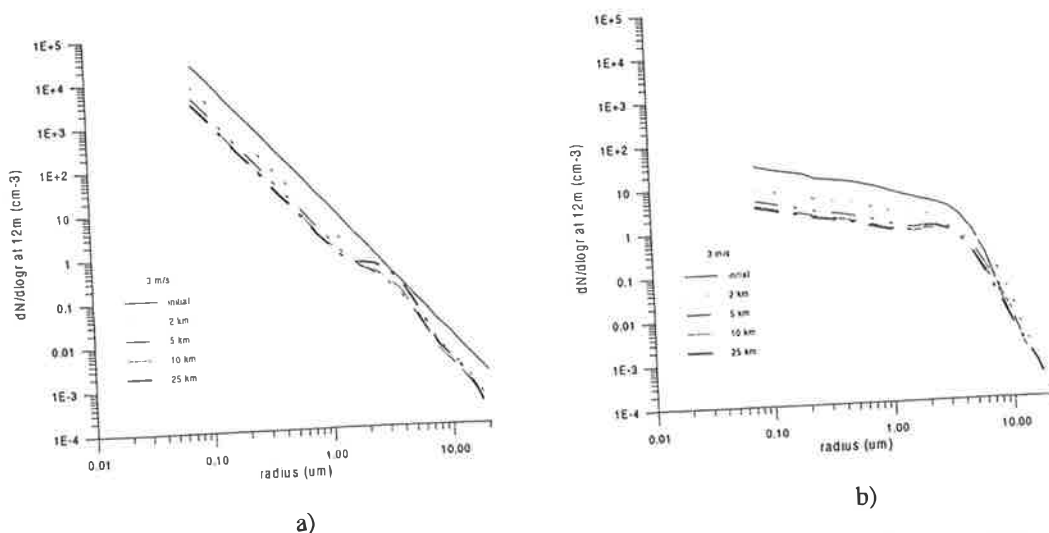 1E+5
1E+4
1E+3
1E+2
10
1
0.1
0.01
1E-3
1E-4
dN/dlogr at 12m (cm-3)
3 m/s
initial
2 km
5 km
10 km
25 km
0.01
0.10
1.00
10.00
radius (um)
a)
1E+5
1E+4
1E+3
1E+2
10
1
0.1
0.01
1E-3
1E-4
dN/dlogr at 12m (cm-3)
3 m/s
initial
2 km
5 km
10 km
25 km
0.01
0.10
1.00
10.00
radius (um)
b)